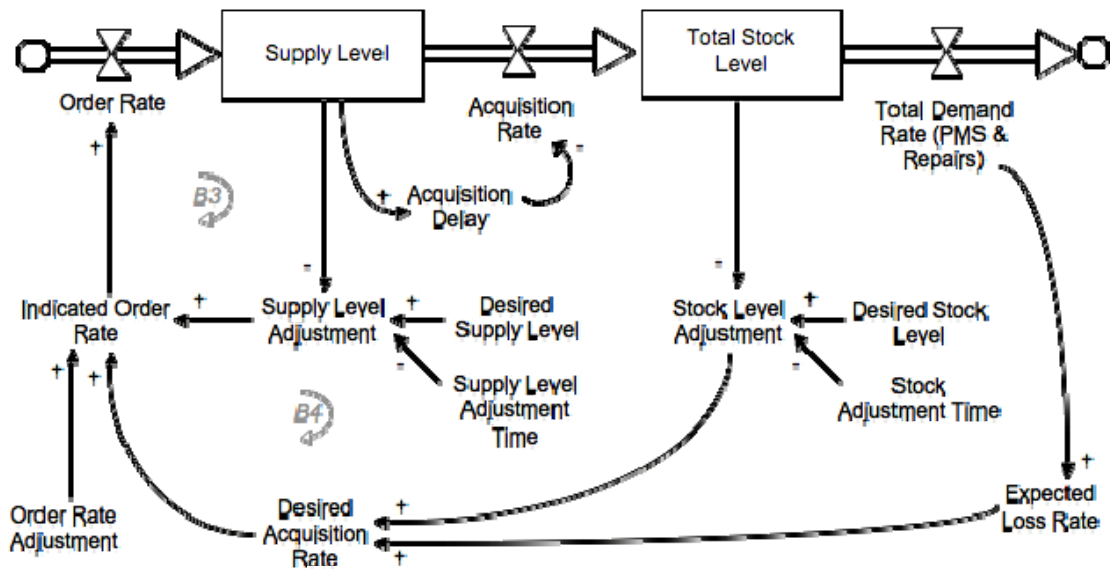 Supply Level
Total Stock
Level
Order Rate
Acquisition
Rate
Total Demand
Rate (PMS &
Repairs)
+
-
B3
+
Acquisition
Delay
-
-
Indicated Order
Rate
+
Supply Level
Adjustment
+
Desired
Supply Level
Stock Level
Adjustment
+
Desired Stock
Level
+
+
-
Supply Level
Adjustment
Time
-
Stock
Adjustment Time
B4
+
Order Rate
Adjustment
Desired
Acquisition
Rate
+
+
Expected
Loss Rate